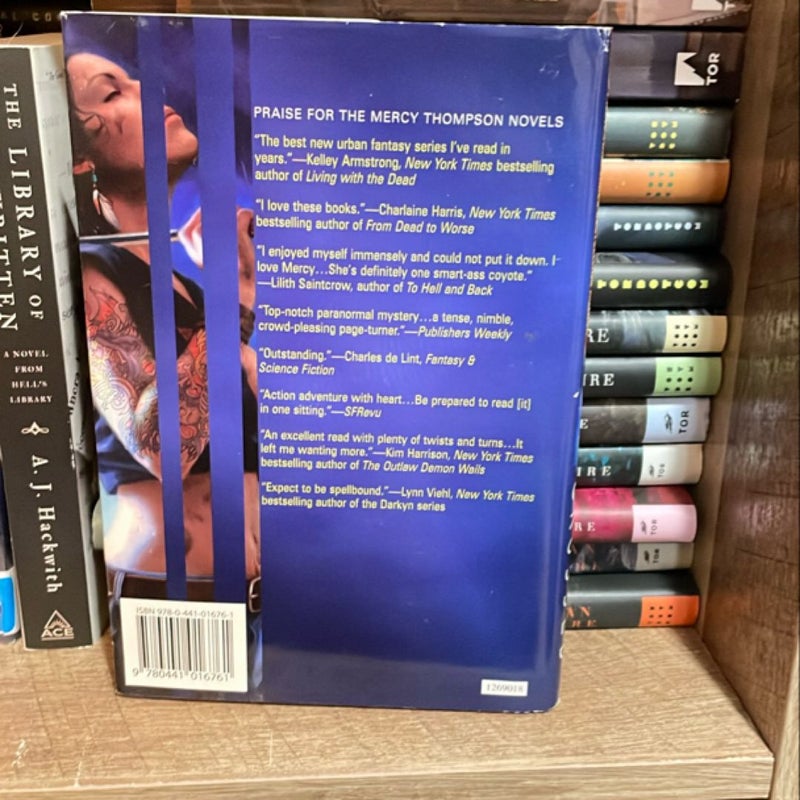 THE LIBRARY OF
A NOVEL
FROM
HELL'S
LIBRARY
A. J. Hackwith
ACE
PRAISE FOR THE MERCY THOMPSON NOVELS
"The best new urban fantasy series I've read in
years."—Kelley Armstrong, New York Times bestselling
author of Living with the Dead
"I love these books."—Charlaine Harris, New York Times
bestselling author of From Dead to Worse
"I enjoyed myself immensely and could not put it down. I
love Mercy...She's definitely one smart-ass coyote."
—Lilith Saintcrow, author of To Hell and Back
"Top-notch paranormal mystery...a tense, nimble,
crowd-pleasing page-turner."—Publishers Weekly
"Outstanding."—Charles de Lint, Fantasy &
Science Fiction
"Action adventure with heart...Be prepared to read [it]
in one sitting."—SFRevu
"An excellent read with plenty of twists and turns...It
left me wanting more."—Kim Harrison, New York Times
bestselling author of The Outlaw Demon Wails
"Expect to be spellbound."—Lynn Viehl, New York Times
bestselling author of the Darkyn series
ISBN 978-0-441-01676-1
9 780441 016761
1269018
TOR
RE
IRE
E
TOR
IRE
TOR
RE
TOR
TOR
AN
RE